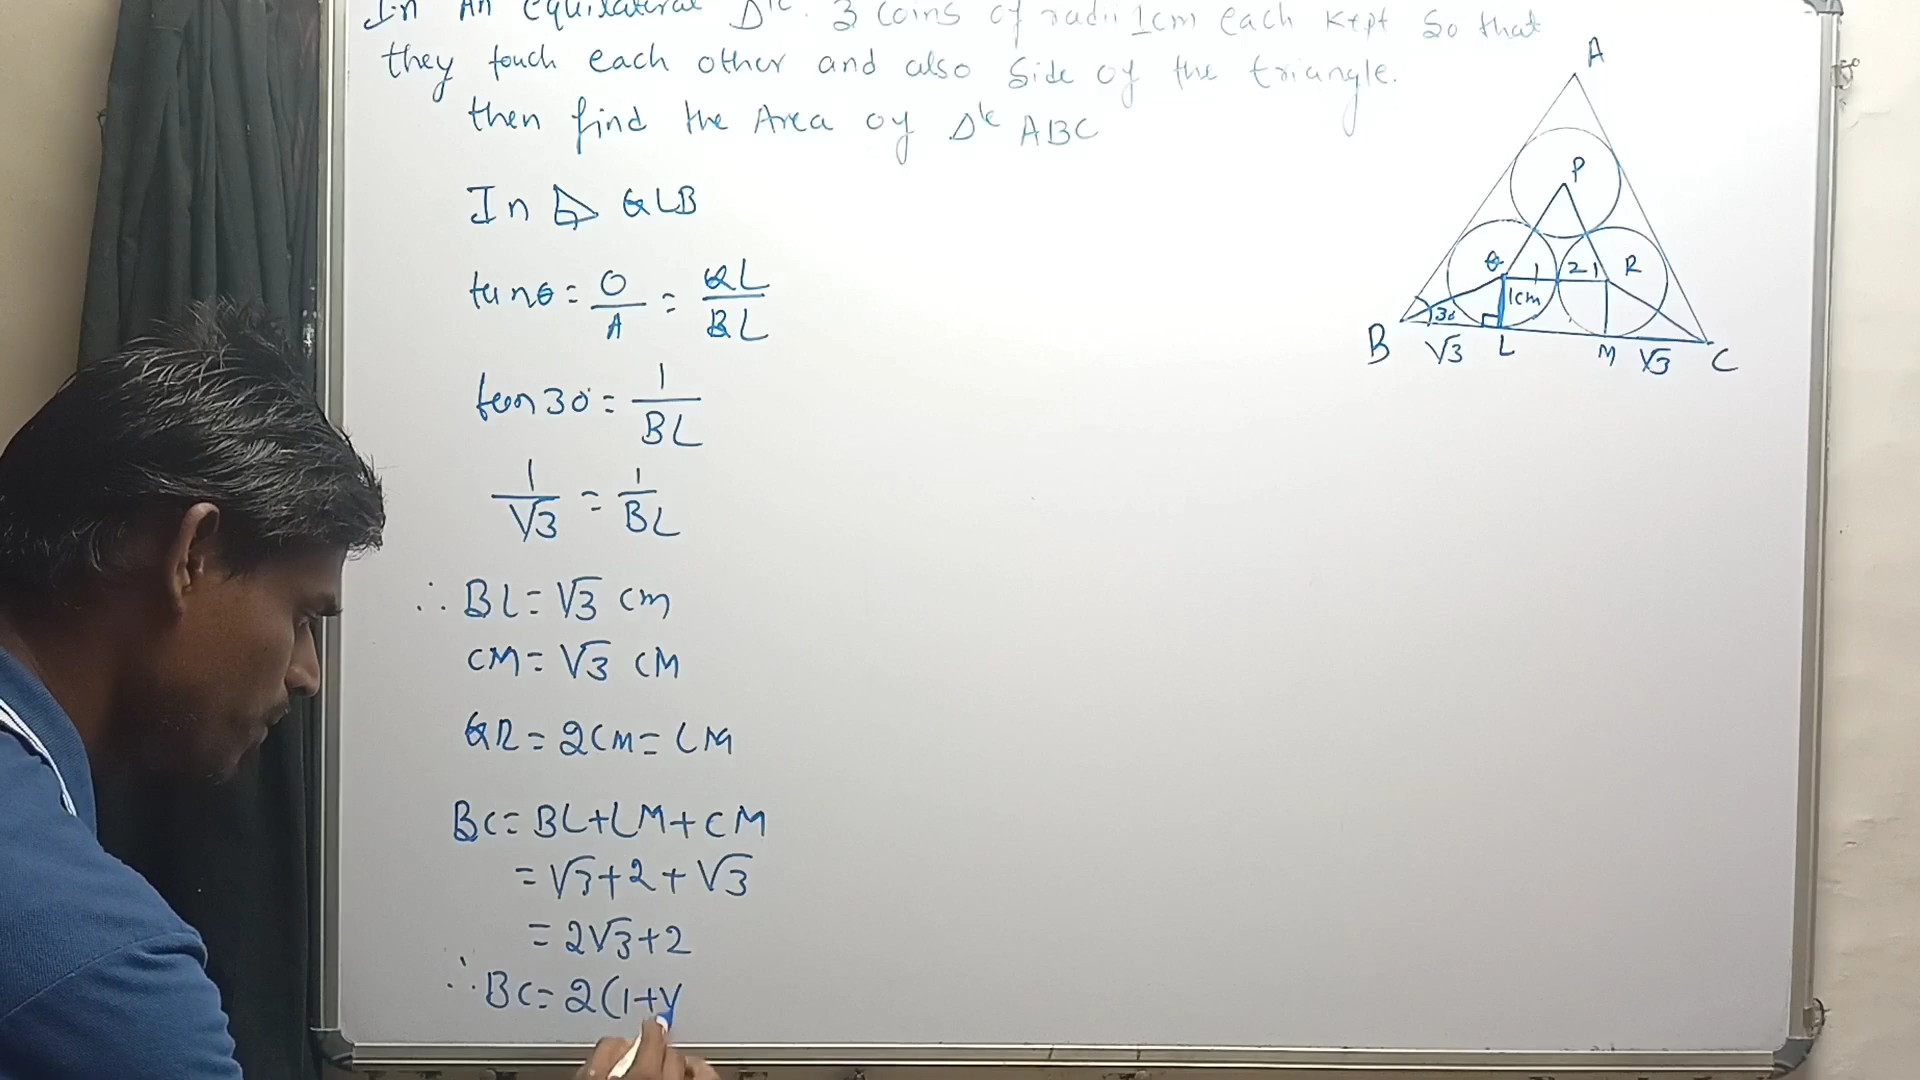 In An equilateral Δle. 3 coins of radii 1cm each kept so that
they touch each other and also side of the triangle.
then find the Area of Δle ABC
In ⊿ QLB
tanθ = O/A = QL/BL
tan30 = 1/BL
1/√3 = 1/BL
∴ BL = √3 cm
CM = √3 CM
QR = 2CM = LM
BC = BL+LM+CM
= √3+2+√3
= 2√3+2
∴ BC = 2(1+√
A
P
Q 1 2 1 R
1cm
30
B √3 L M √3 C